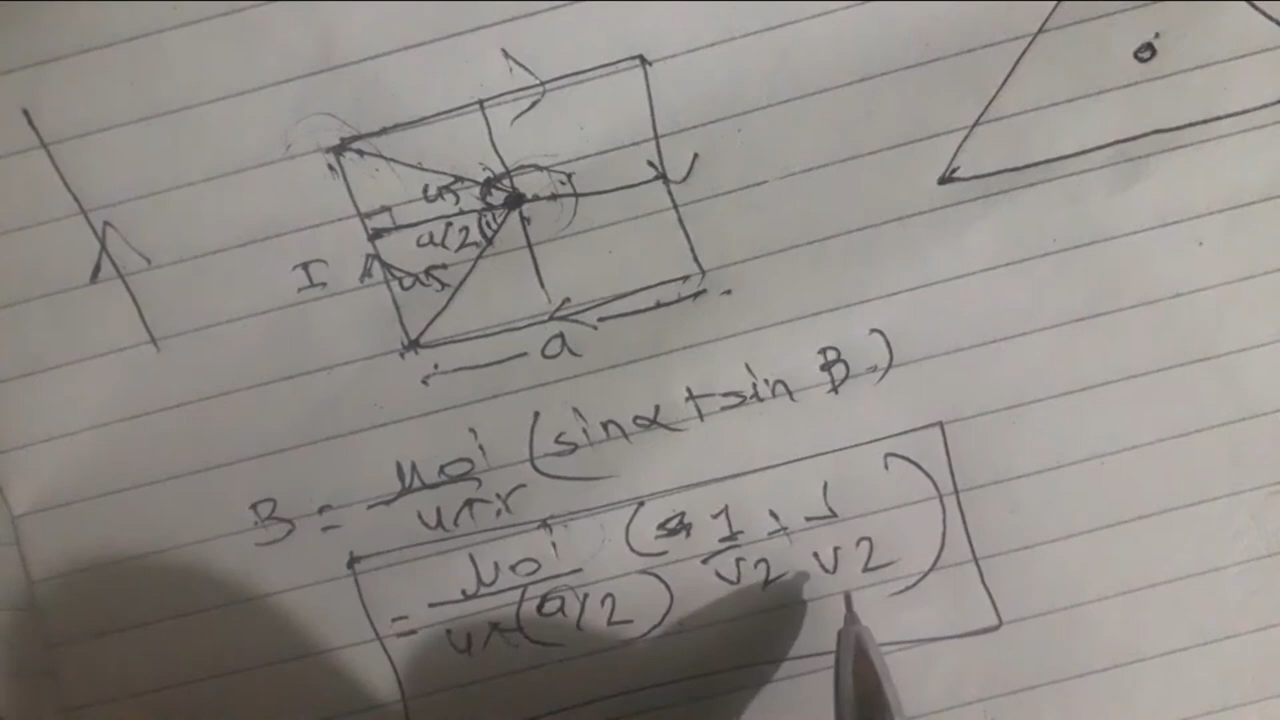 o
45
a/2
45
I
a
B = μ₀i/4πr (sinα + sin B.)
= μ₀i/4π(a/2) (1/√2 + 1/√2)